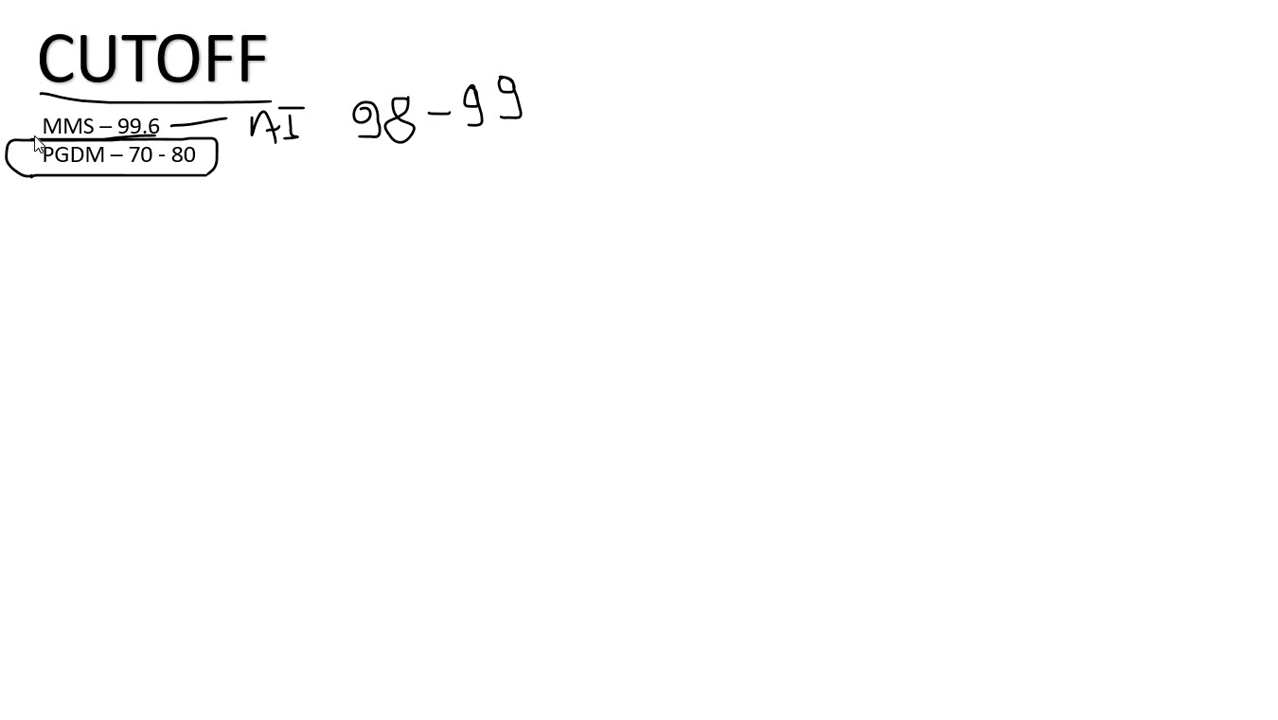 CUTOFF
MMS – 99.6 — AI 98 – 99
PGDM – 70 - 80